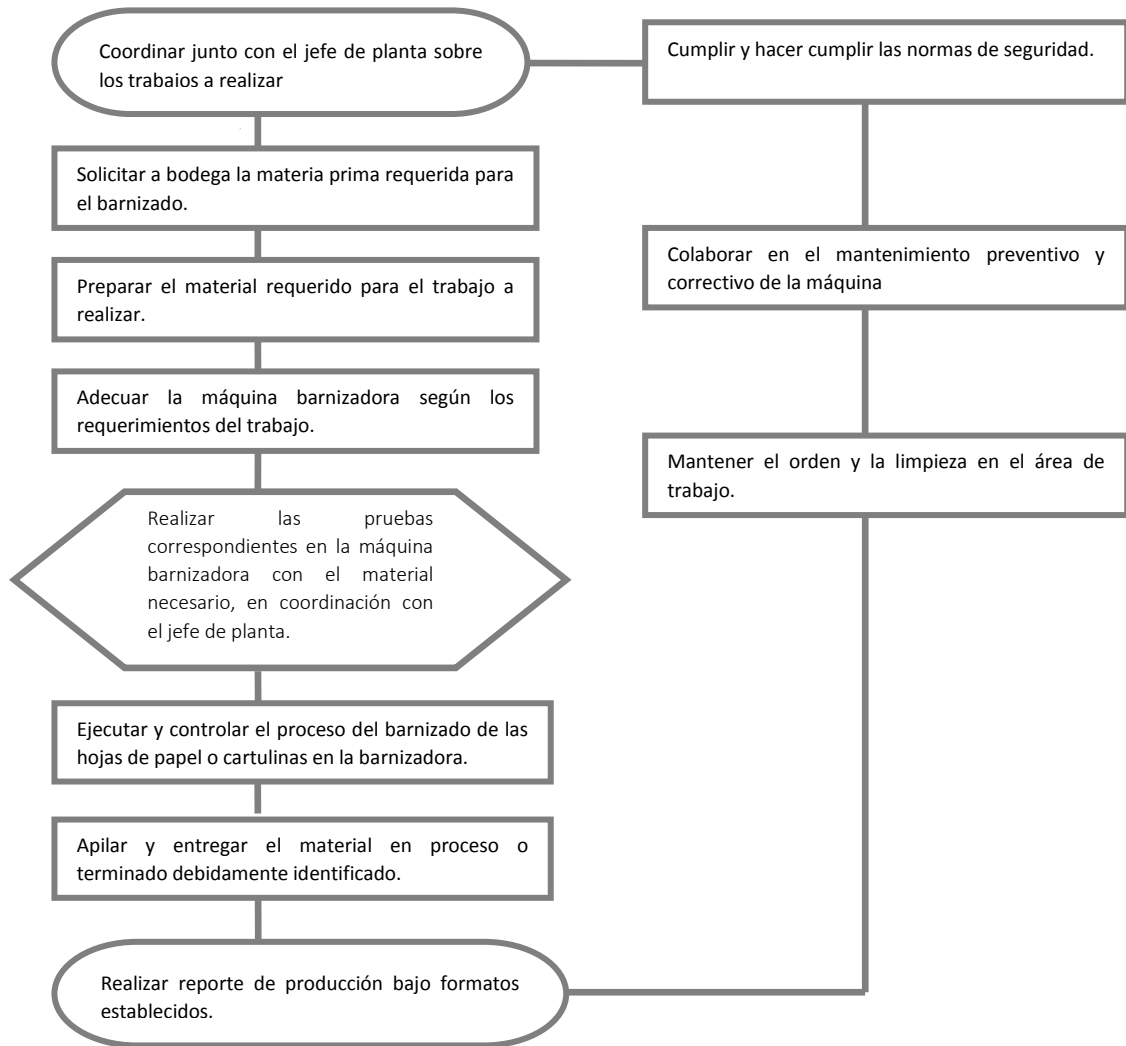 Coordinar junto con el jefe de planta sobre
los trabaios a realizar
Solicitar a bodega la materia prima requerida para
el barnizado.
Preparar el material requerido para el trabajo a
realizar.
Adecuar la máquina barnizadora según los
requerimientos del trabajo.
Realizar las pruebas
correspondientes en la máquina
barnizadora con el material
necesario, en coordinación con
el jefe de planta.
Ejecutar y controlar el proceso del barnizado de las
hojas de papel o cartulinas en la barnizadora.
Apilar y entregar el material en proceso o
terminado debidamente identificado.
Realizar reporte de producción bajo formatos
establecidos.
Cumplir y hacer cumplir las normas de seguridad.
Colaborar en el mantenimiento preventivo y
correctivo de la máquina
Mantener el orden y la limpieza en el área de
trabajo.